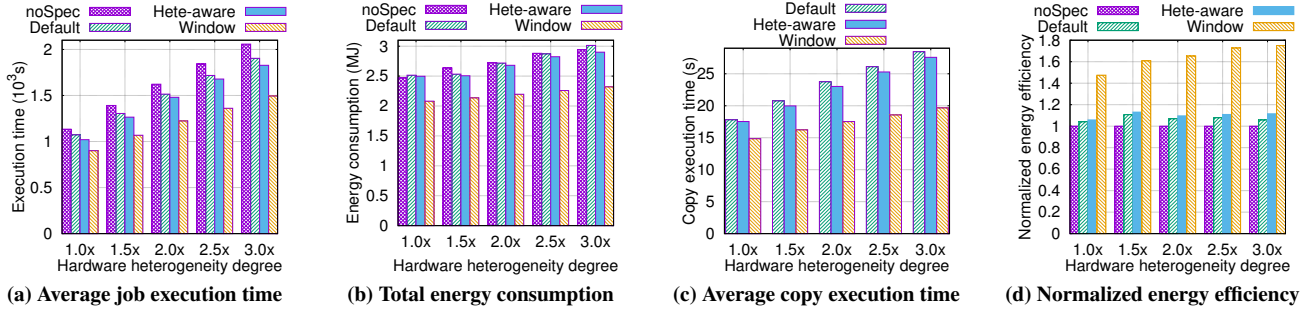 noSpec
Hete-aware
Default
Window
Execution time (10³s)
2
1.5
1
0.5
0
1.0x 1.5x 2.0x 2.5x 3.0x
Hardware heterogeneity degree
(a) Average job execution time
noSpec
Hete-aware
Default
Window
Energy consumption (MJ)
3
2.5
2
1.5
1
0.5
0
1.0x 1.5x 2.0x 2.5x 3.0x
Hardware heterogeneity degree
(b) Total energy consumption
Default
Hete-aware
Window
Copy execution time (s)
25
20
15
10
5
0
1.0x 1.5x 2.0x 2.5x 3.0x
Hardware heterogeneity degree
(c) Average copy execution time
noSpec
Hete-aware
Default
Window
Normalized energy efficiency
1.8
1.6
1.4
1.2
1
0.8
0.6
0.4
0.2
0
1.0x 1.5x 2.0x 2.5x 3.0x
Hardware heterogeneity degree
(d) Normalized energy efficiency